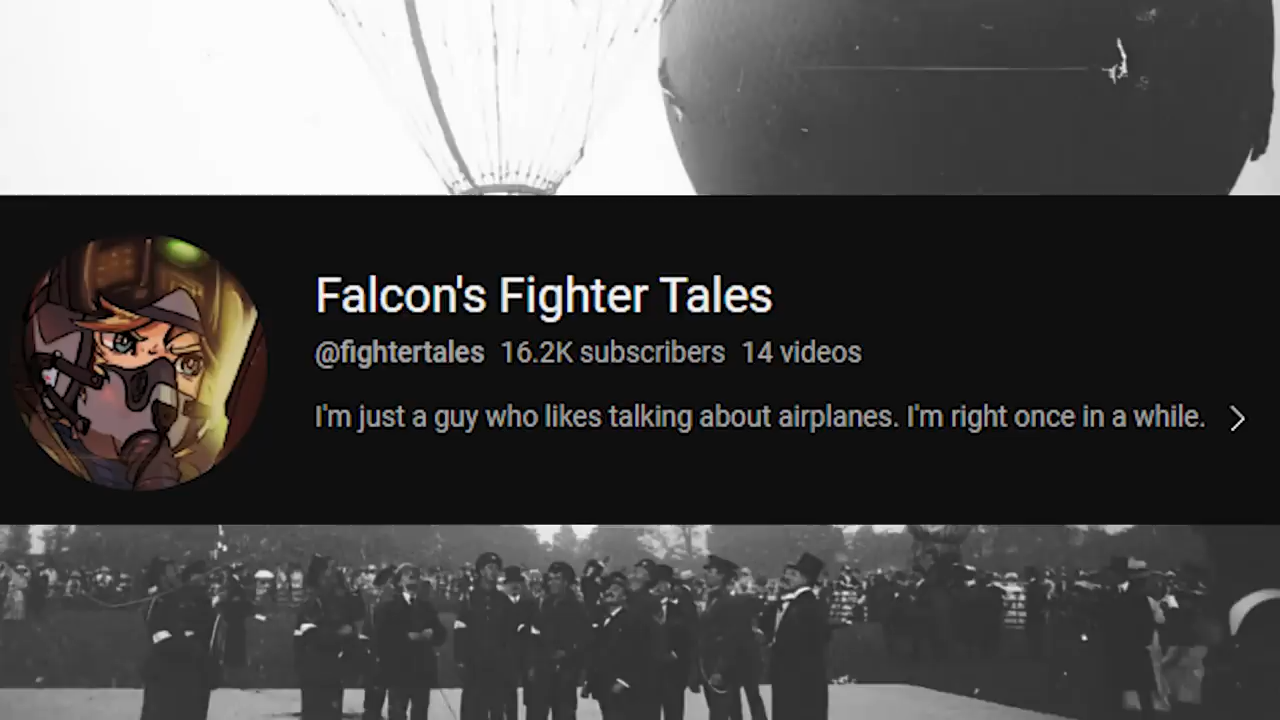 Falcon's Fighter Tales
@fightertales 16.2K subscribers 14 videos
I'm just a guy who likes talking about airplanes. I'm right once in a while.